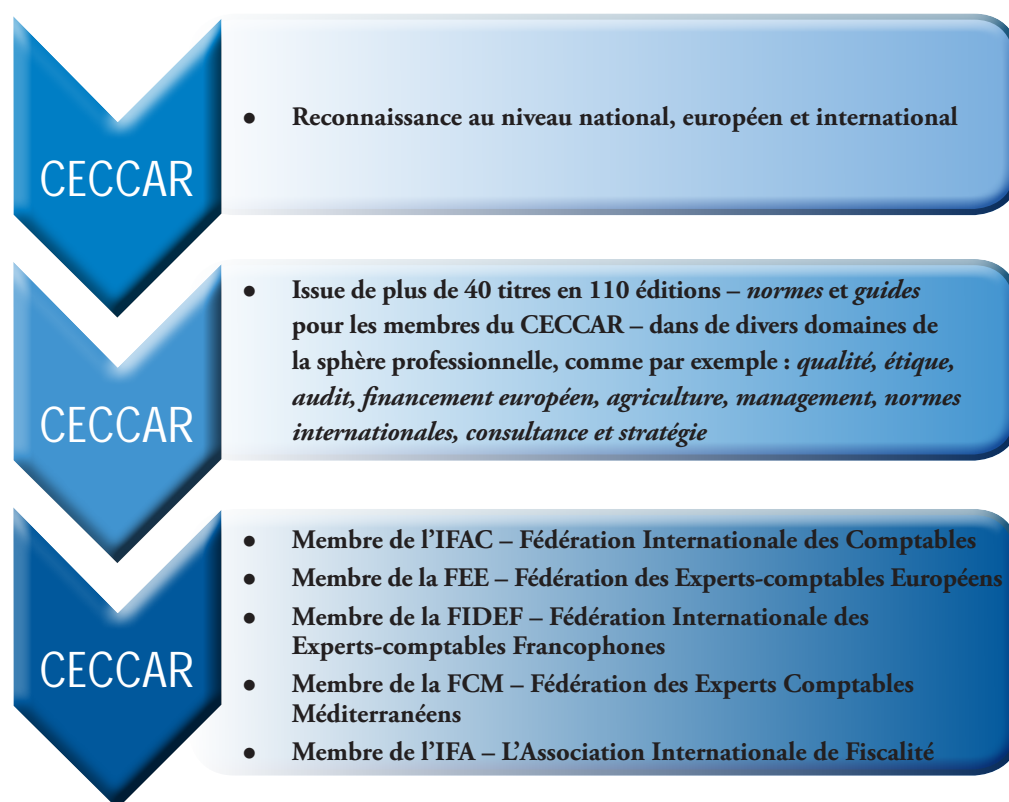 CECCAR
● Reconnaissance au niveau national, européen et international
CECCAR
● Issue de plus de 40 titres en 110 éditions – normes et guides
pour les membres du CECCAR – dans de divers domaines de
la sphère professionnelle, comme par exemple : qualité, étique,
audit, financement européen, agriculture, management, normes
internationales, consultance et stratégie
CECCAR
● Membre de l’IFAC – Fédération Internationale des Comptables
● Membre de la FEE – Fédération des Experts-comptables Européens
● Membre de la FIDEF – Fédération Internationale des
Experts-comptables Francophones
● Membre de la FCM – Fédération des Experts Comptables
Méditerranéens
● Membre de l’IFA – L’Association Internationale de Fiscalité